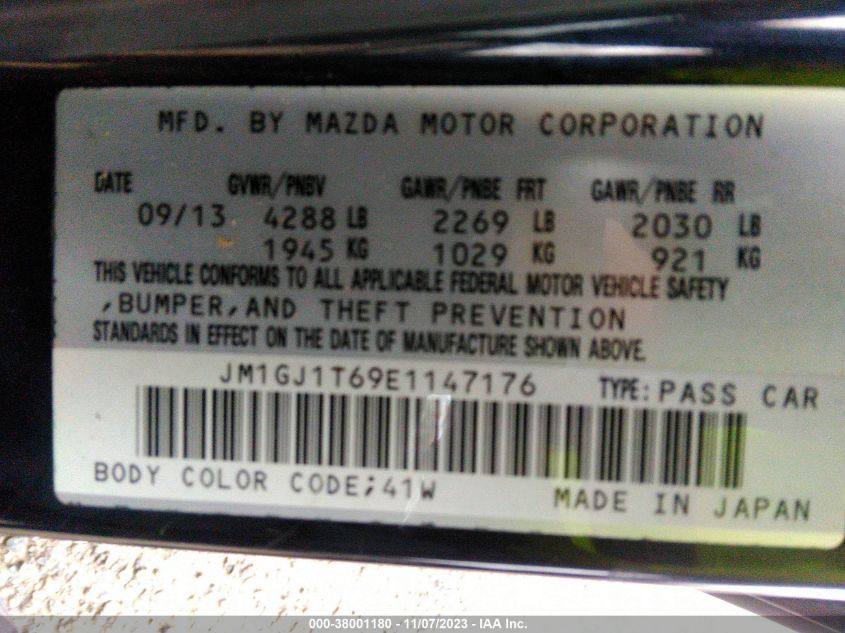 MFD. BY MAZDA MOTOR CORPORATION
DATE GVWR/PNBV GAWR/PNBE FRT GAWR/PNBE RR
09/13 4288 LB 2269 LB 2030 LB
1945 KG 1029 KG 921 KG
THIS VEHICLE CONFORMS TO ALL APPLICABLE FEDERAL MOTOR VEHICLE SAFETY
,BUMPER,AND THEFT PREVENTION
STANDARDS IN EFFECT ON THE DATE OF MANUFACTURE SHOWN ABOVE.
JM1GJ1T69E1147176 TYPE: PASS CAR
BODY COLOR CODE;41W MADE IN JAPAN
000-38001180 - 11/07/2023 - IAA Inc.